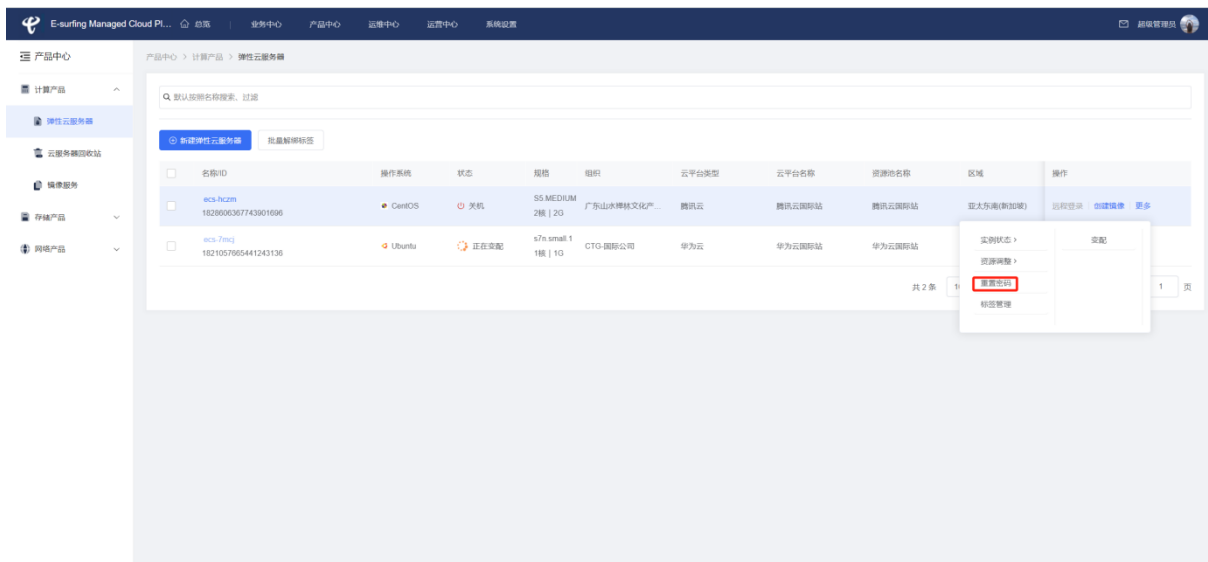 E-surfing Managed Cloud Pl... 总览 业务中心 产品中心 运维中心 运营中心 系统设置 超级管理员
产品中心
产品中心 > 计算产品 > 弹性云服务器
计算产品
默认按照名称搜索、过滤
弹性云服务器
新建弹性云服务器 批量解绑标签
云服务器回收站
名称/ID 操作系统 状态 规格 组织 云平台类型 云平台名称 资源池名称 区域 操作
镜像服务
ecs-hczm
1828606367743901696
CentOS 关机
S5.MEDIUM
2核 | 2G
广东山水禅林文化产... 腾讯云 腾讯云国际站 腾讯云国际站 亚太东南(新加坡) 远程登录 创建镜像 更多
存储产品
网络产品
ecs-7mcj
1821057665441243136
Ubuntu 正在变配
s7n.small.1
1核 | 1G
CTG-国际公司 华为云 华为云国际站 华为云国际站
实例状态 > 变配
资源调整 >
重置密码
标签管理
共 2 条 1 页